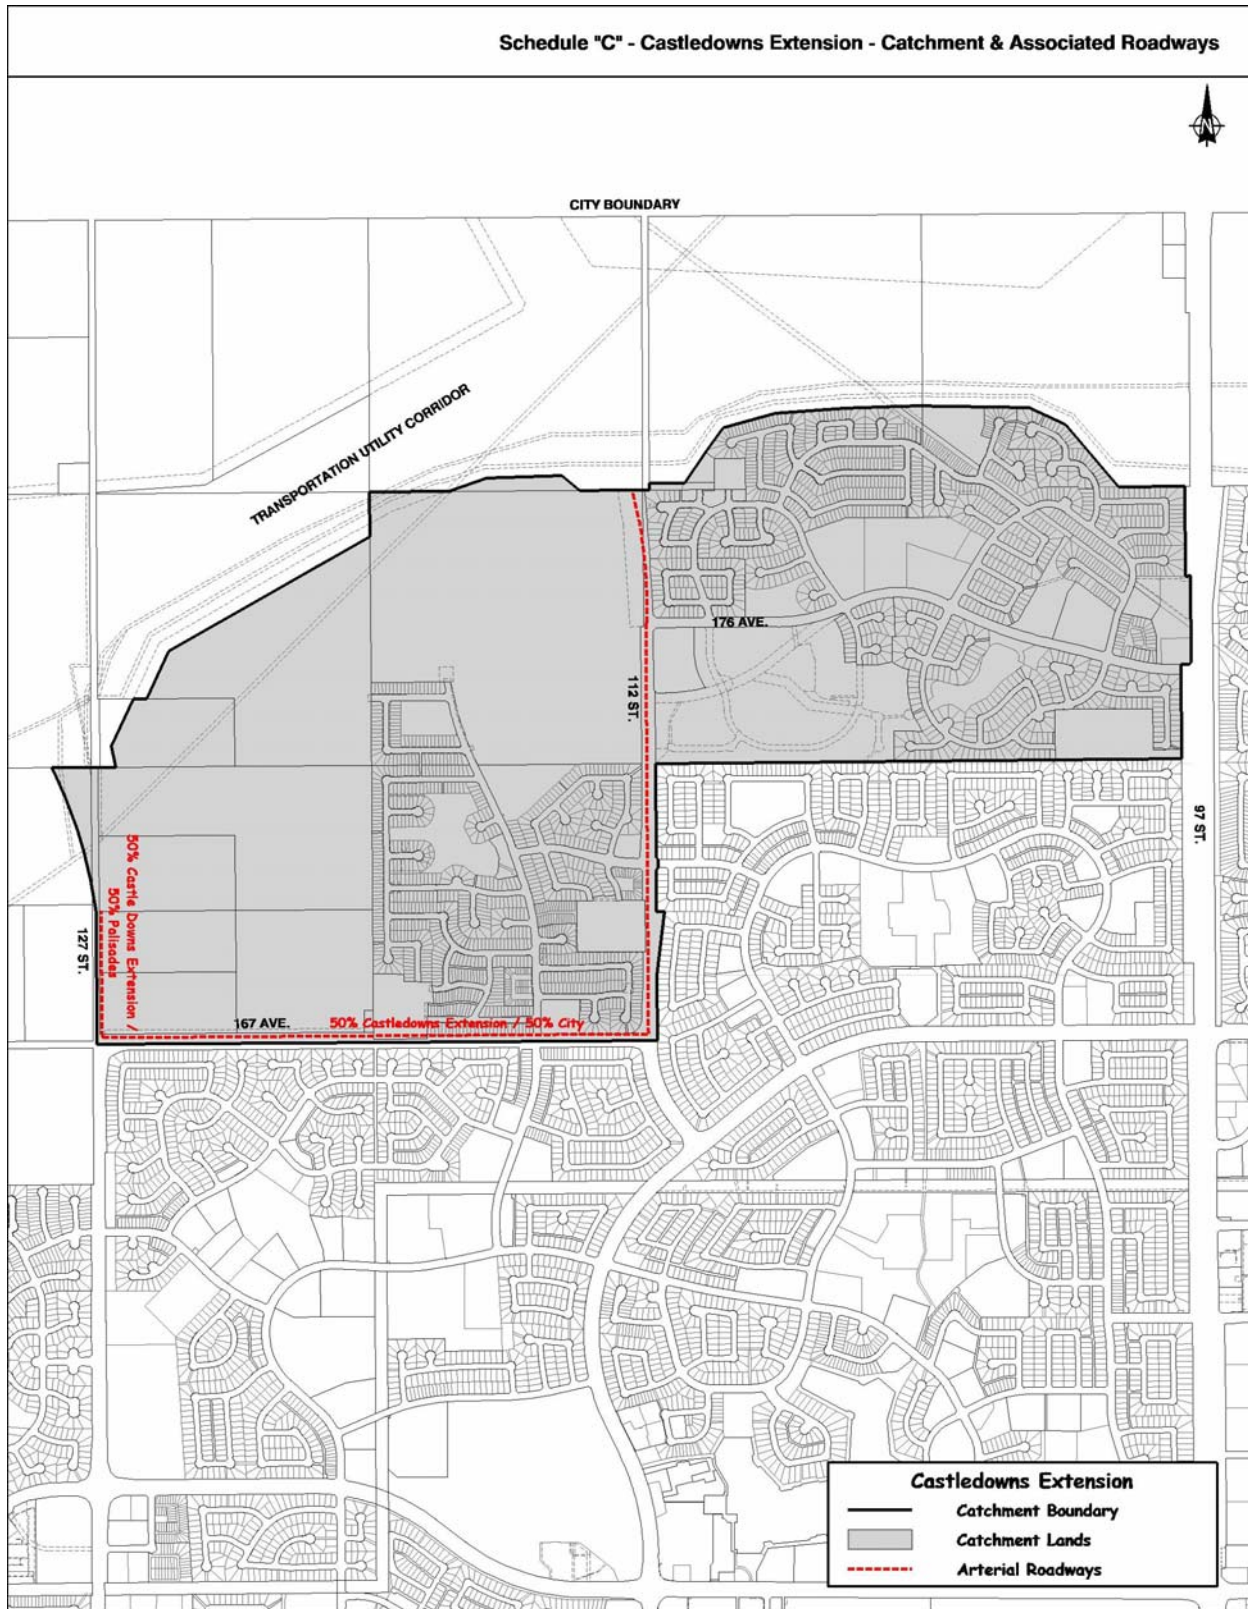 Schedule "C" - Castledowns Extension - Catchment & Associated Roadways
N
CITY BOUNDARY
TRANSPORTATION UTILITY CORRIDOR
176 AVE.
112 ST.
97 ST.
50% Castle Downs Extension /
50% Palisades
127 ST.
167 AVE.
50% Castledowns Extension / 50% City
Castledowns Extension
Catchment Boundary
Catchment Lands
Arterial Roadways